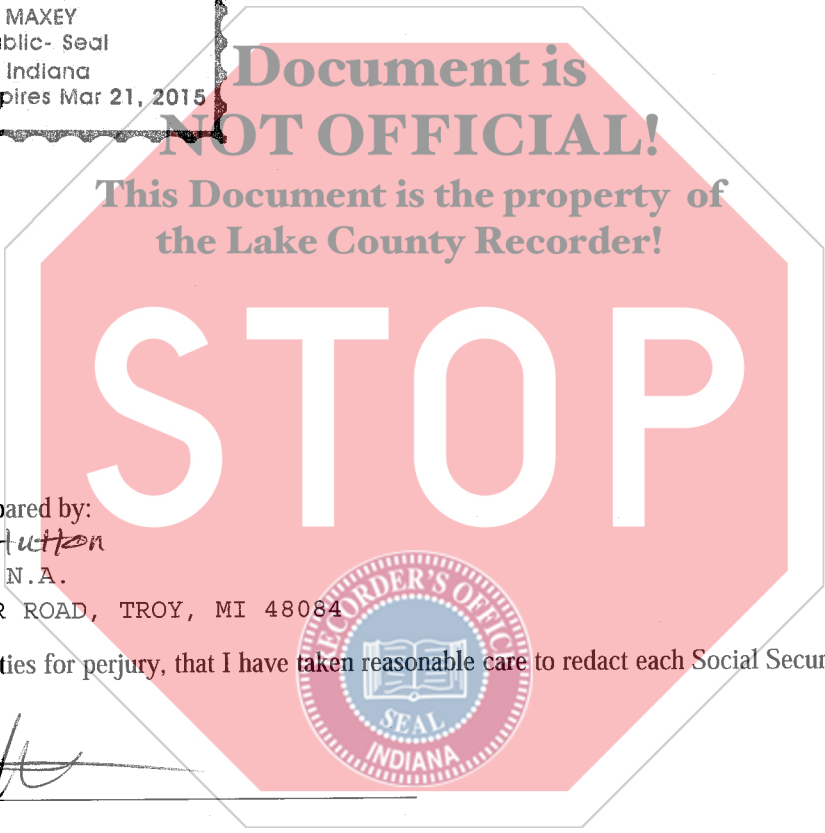 MAXEY
blic- Seal
Indiana
pires Mar 21, 2015
Document is
NOT OFFICIAL!
This Document is the property of
the Lake County Recorder!
STOP
pared by:
Hutton
N.A.
R ROAD, TROY, MI 48084
ties for perjury, that I have taken reasonable care to redact each Social Secur
RECORDER'S OFFICE
SEAL
INDIANA